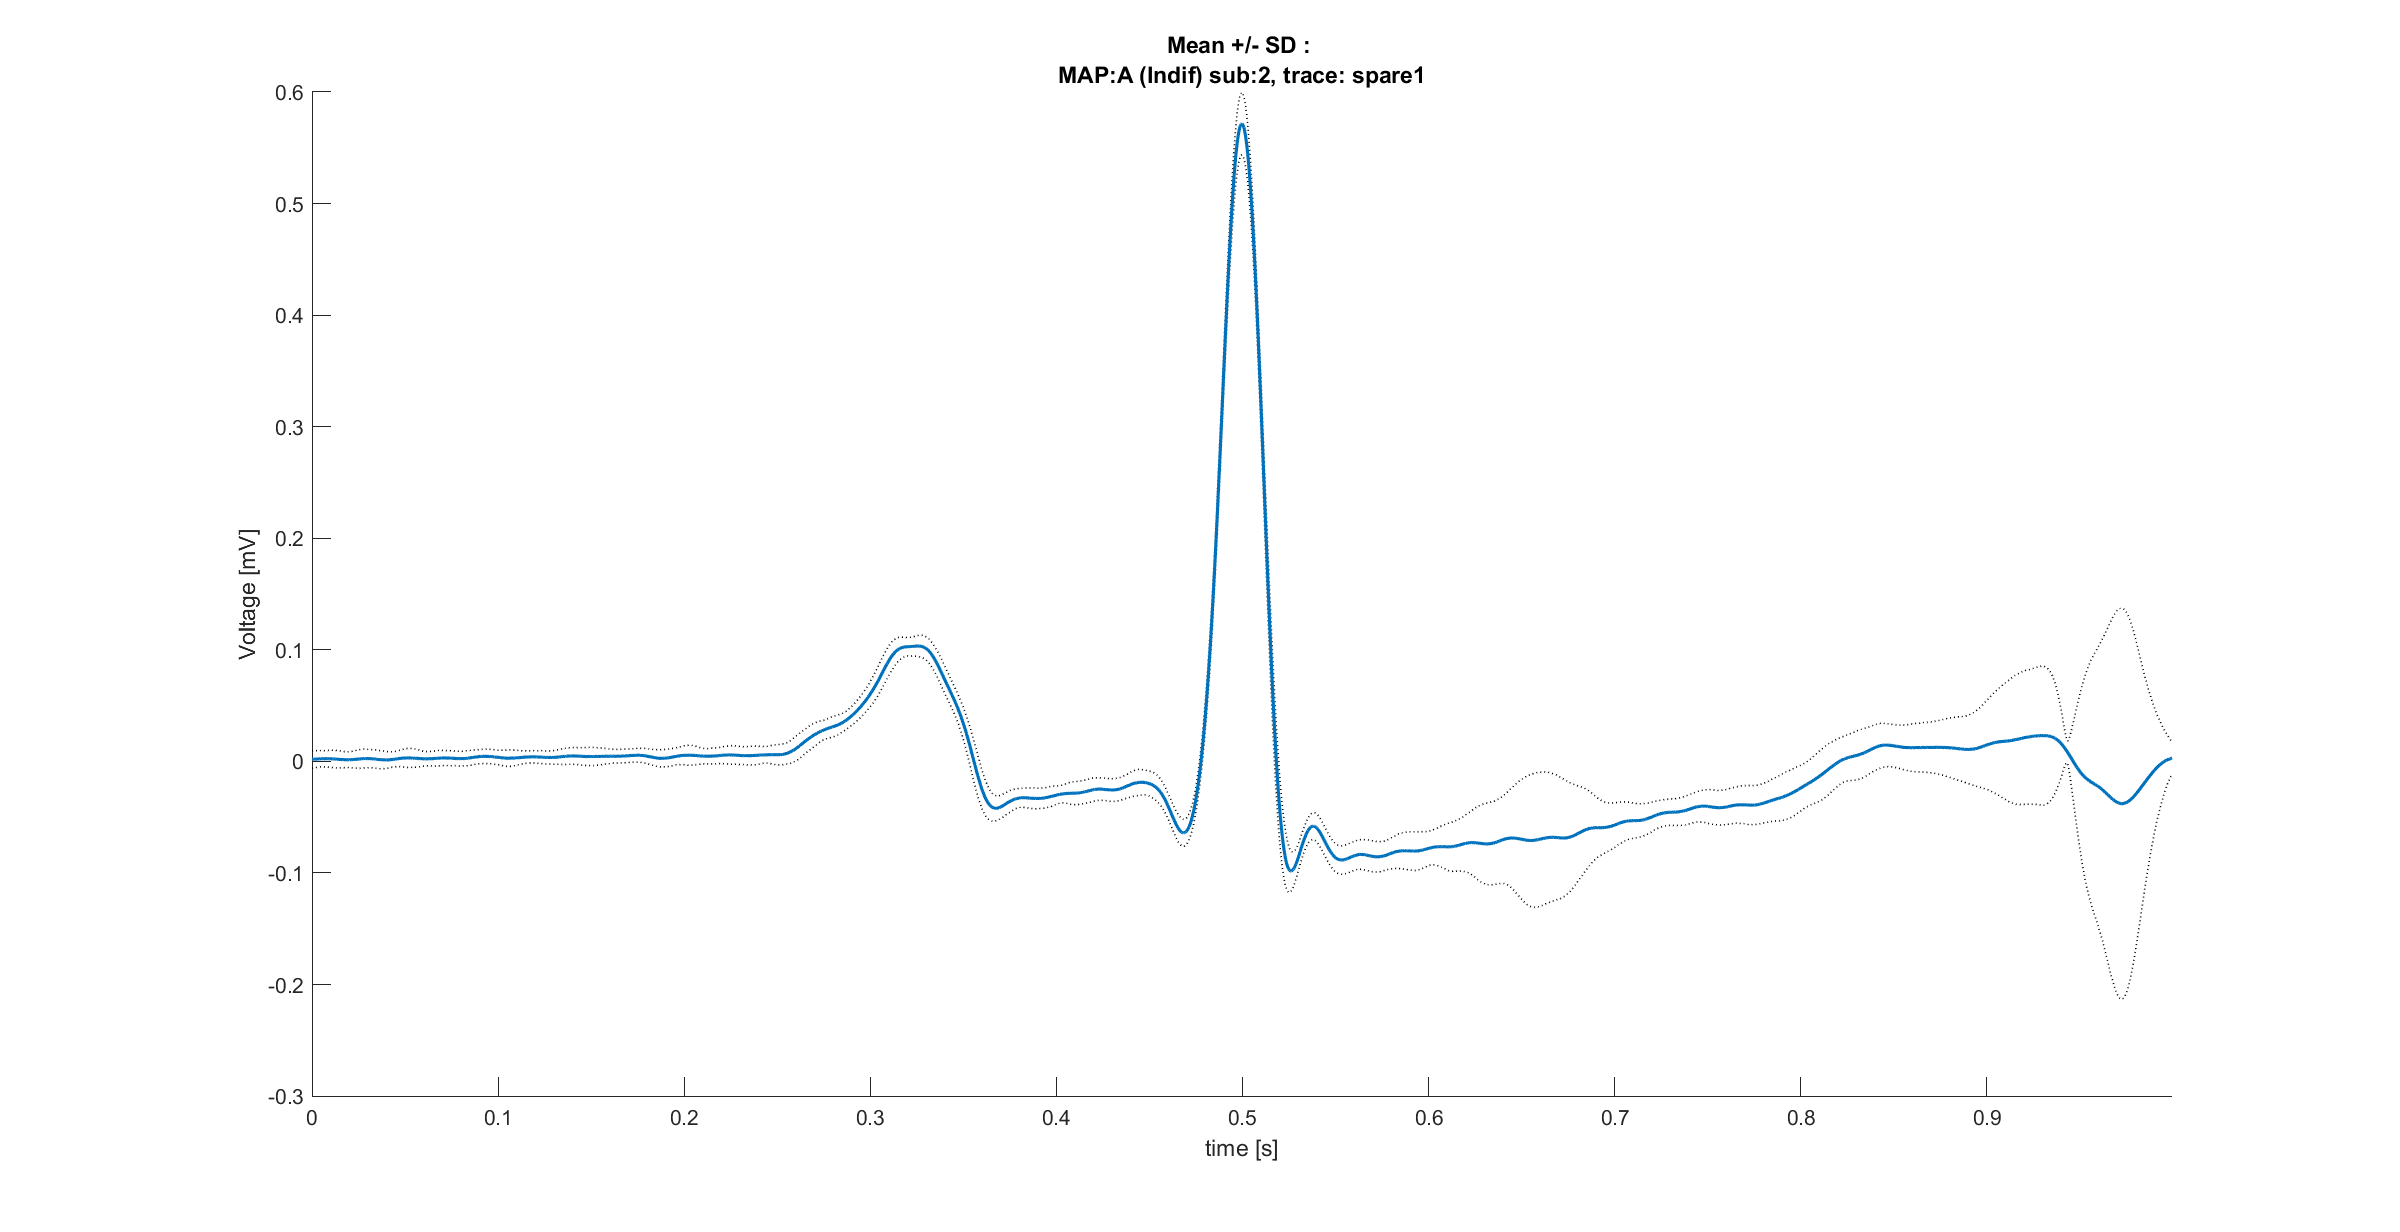 Mean +/- SD :
MAP:A (Indif) sub:2, trace: spare1
0.6
0.5
0.4
0.3
0.2
0.1
0
-0.1
-0.2
-0.3
Voltage [mV]
0 0.1 0.2 0.3 0.4 0.5 0.6 0.7 0.8 0.9
time [s]